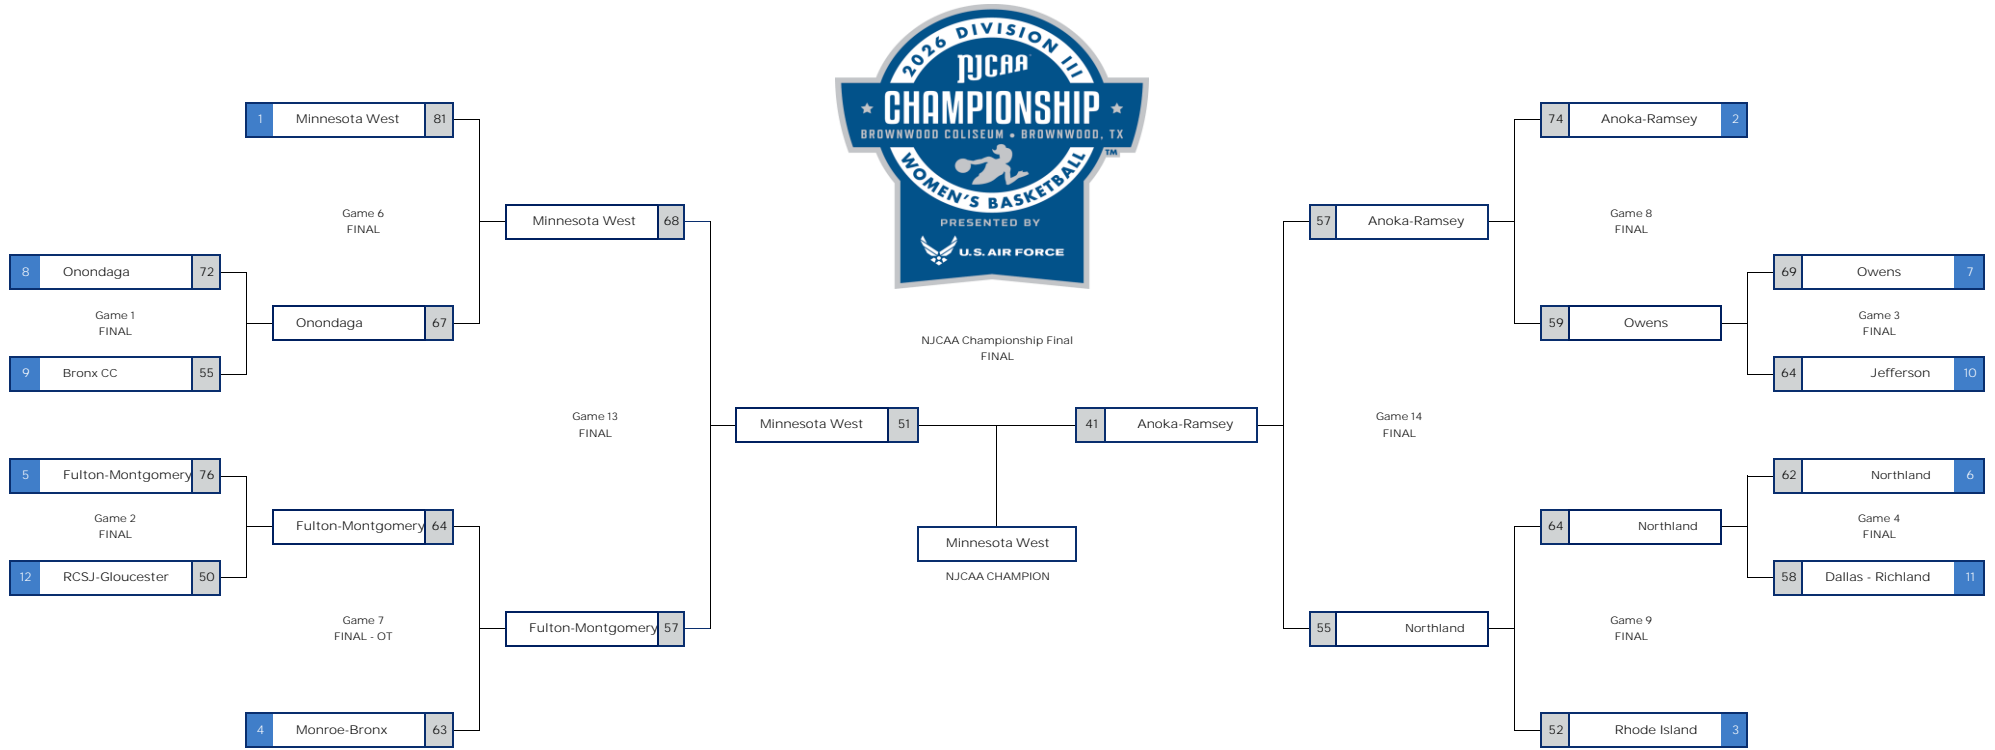 2026 DIVISION III
NJCAA
CHAMPIONSHIP
BROWNWOOD COLISEUM • BROWNWOOD, TX
TM
WOMEN'S BASKETBALL
PRESENTED BY
U.S. AIR FORCE
1 Minnesota West 81
Game 6
FINAL
8 Onondaga 72
Game 1
FINAL
9 Bronx CC 55
Onondaga 67
Minnesota West 68
5 Fulton-Montgomery 76
Game 2
FINAL
12 RCSJ-Gloucester 50
Fulton-Montgomery 64
Game 7
FINAL - OT
4 Monroe-Bronx 63
Game 13
FINAL
Fulton-Montgomery 57
NJCAA Championship Final
FINAL
Minnesota West 51
41 Anoka-Ramsey
Minnesota West
NJCAA CHAMPION
74 Anoka-Ramsey 2
57 Anoka-Ramsey
Game 8
FINAL
69 Owens 7
59 Owens
Game 3
FINAL
64 Jefferson 10
Game 14
FINAL
62 Northland 6
64 Northland
Game 4
FINAL
58 Dallas - Richland 11
55 Northland
Game 9
FINAL
52 Rhode Island 3